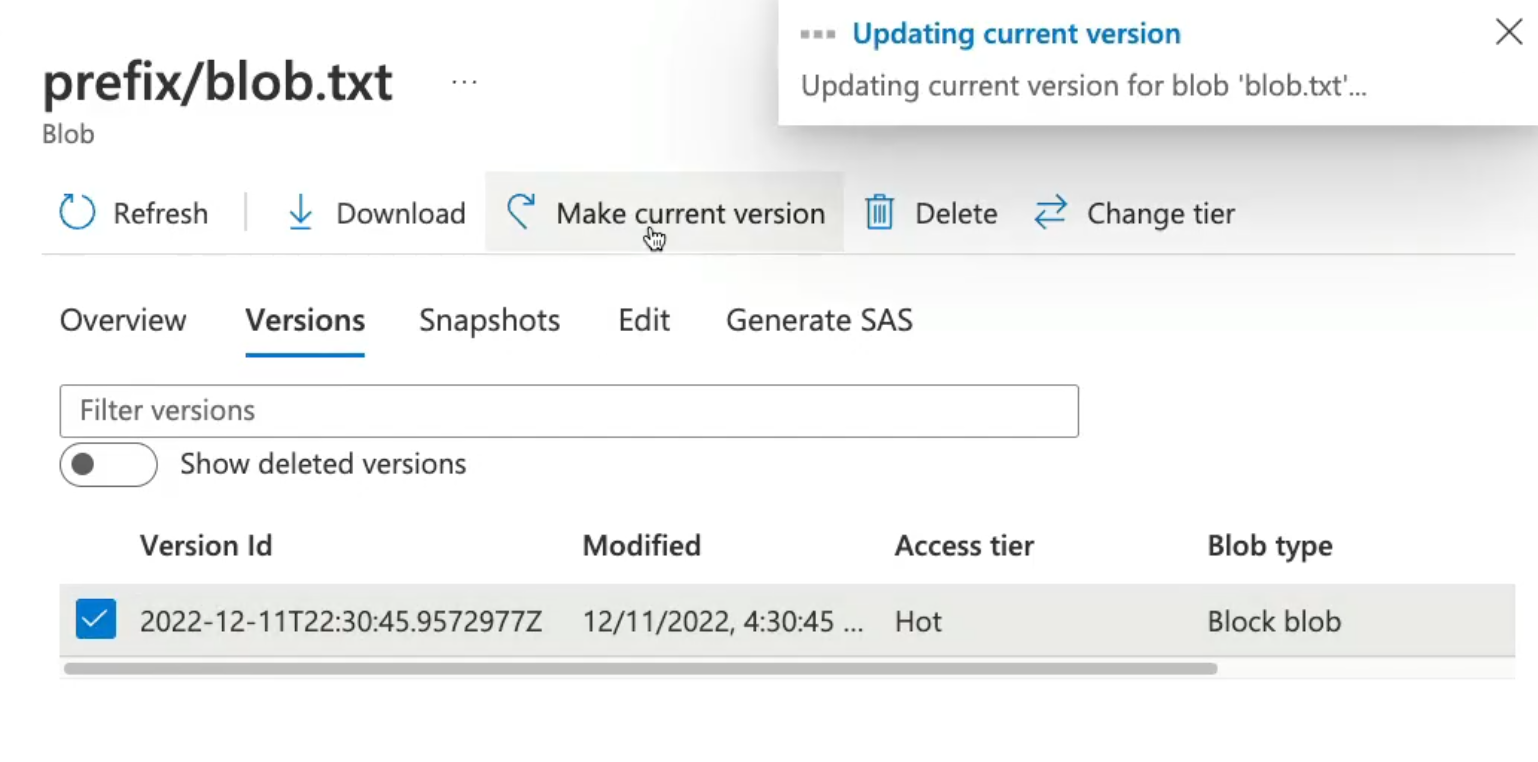 Updating current version
Updating current version for blob 'blob.txt'...
prefix/blob.txt ...
Blob
Refresh Download Make current version Delete Change tier
Overview Versions Snapshots Edit Generate SAS
Filter versions
Show deleted versions
Version Id Modified Access tier Blob type
2022-12-11T22:30:45.9572977Z 12/11/2022, 4:30:45 ... Hot Block blob